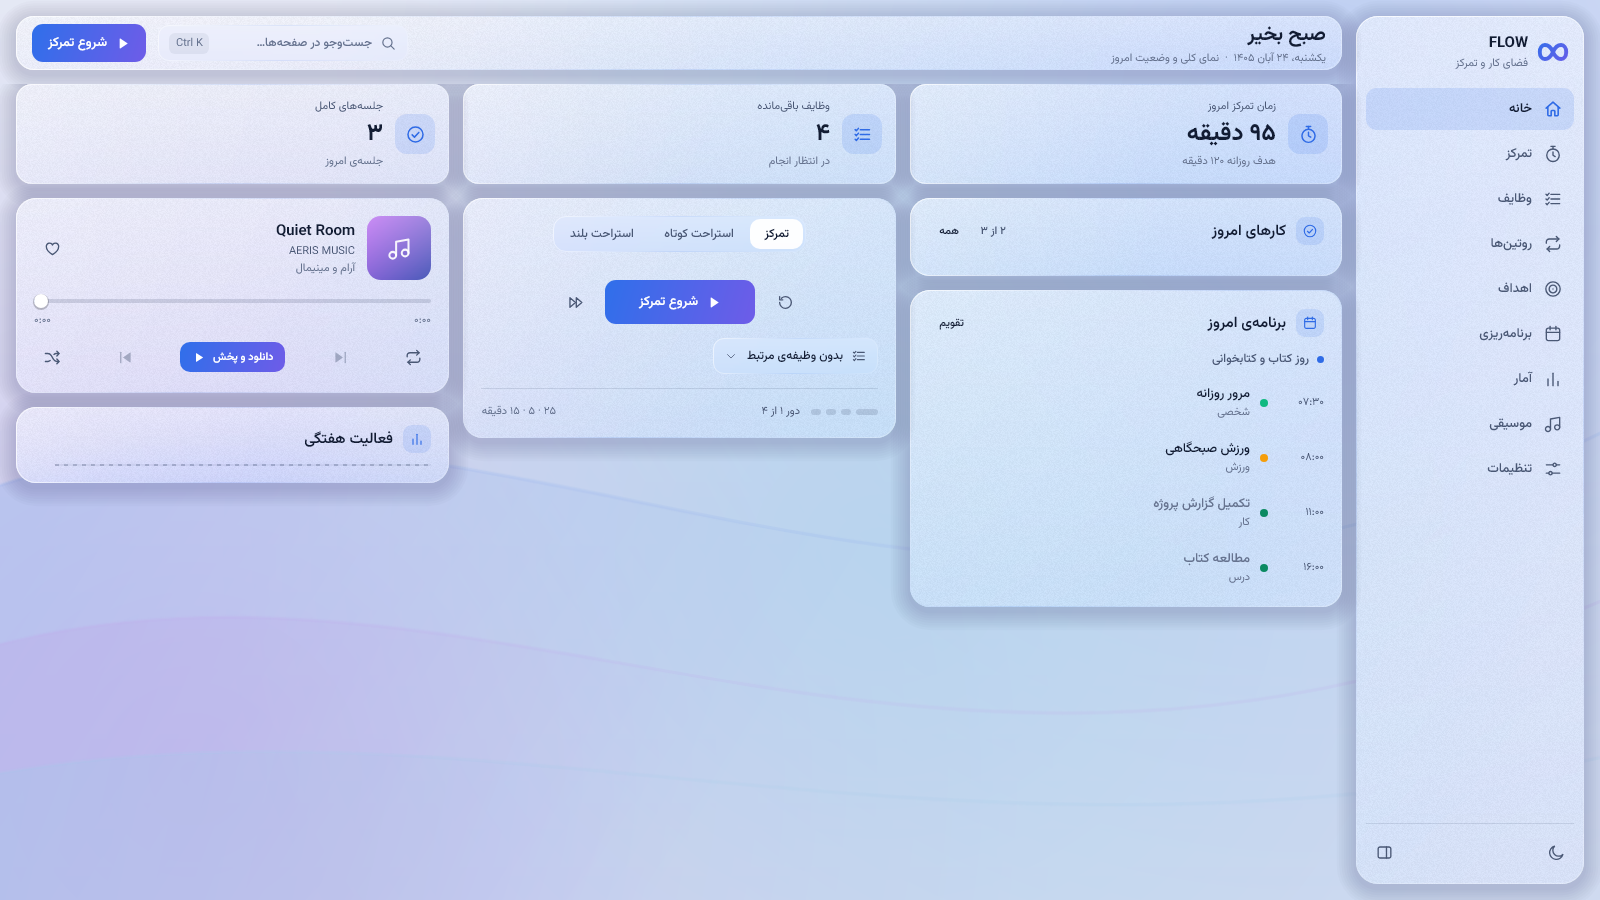 FLOW
فضای کار و تمرکز
خانه
تمرکز
وظایف
روتین‌ها
اهداف
برنامه‌ریزی
آمار
موسیقی
تنظیمات
صبح بخیر
یکشنبه، ۲۴ آبان ۱۴۰۵ · نمای کلی و وضعیت امروز
جست‌وجو در صفحه‌ها...
Ctrl K
شروع تمرکز
زمان تمرکز امروز
۹۵ دقیقه
هدف روزانه ۱۲۰ دقیقه
وظایف باقی‌مانده
۴
در انتظار انجام
جلسه‌های کامل
۳
جلسه‌ی امروز
کارهای امروز
۲ از ۳
همه
برنامه‌ی امروز
تقویم
روز کتاب و کتابخوانی
۰۷:۳۰
مرور روزانه
شخصی
۰۸:۰۰
ورزش صبحگاهی
ورزش
۱۱:۰۰
تکمیل گزارش پروژه
کار
۱۶:۰۰
مطالعه کتاب
درس
تمرکز
استراحت کوتاه
استراحت بلند
شروع تمرکز
بدون وظیفه‌ی مرتبط
دور ۱ از ۴
۲۵ · ۵ · ۱۵ دقیقه
Quiet Room
AERIS MUSIC
آرام و مینیمال
۰:۰۰
۰:۰۰
دانلود و پخش
فعالیت هفتگی